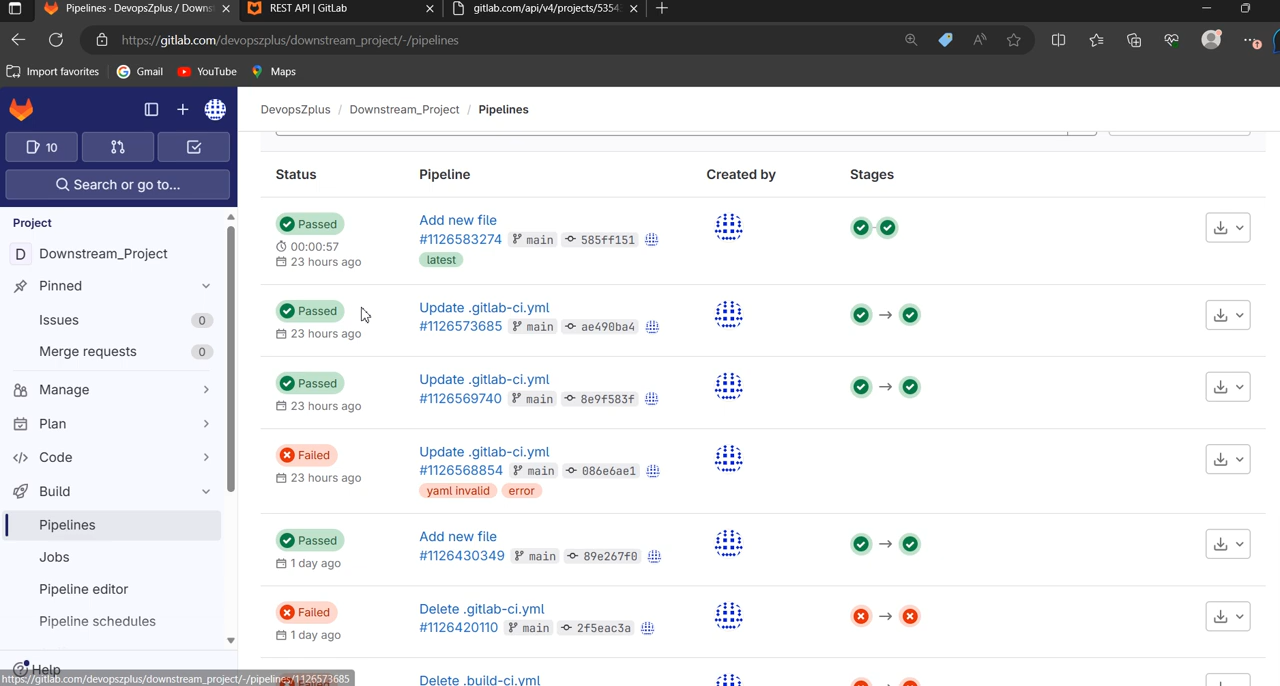 Pipelines · DevopsZplus / Downst
REST API | GitLab
gitlab.com/api/v4/projects/5354
https://gitlab.com/devopszplus/downstream_project/-/pipelines
Import favorites
Gmail
YouTube
Maps
10
Search or go to...
Project
D Downstream_Project
Pinned
Issues 0
Merge requests 0
Manage
Plan
Code
Build
Pipelines
Jobs
Pipeline editor
Pipeline schedules
Help
https://gitlab.com/devopszplus/downstream_project/-/pipelines/1126573685
DevopsZplus / Downstream_Project / Pipelines
Status Pipeline Created by Stages
Passed
00:00:57
23 hours ago
Add new file
#1126583274 main 585ff151
latest
Passed
23 hours ago
Update .gitlab-ci.yml
#1126573685 main ae490ba4
Passed
23 hours ago
Update .gitlab-ci.yml
#1126569740 main 8e9f583f
Failed
23 hours ago
Update .gitlab-ci.yml
#1126568854 main 086e6ae1
yaml invalid error
Passed
1 day ago
Add new file
#1126430349 main 89e267f0
Failed
1 day ago
Delete .gitlab-ci.yml
#1126420110 main 2f5eac3a
Failed
Delete .build-ci.yml